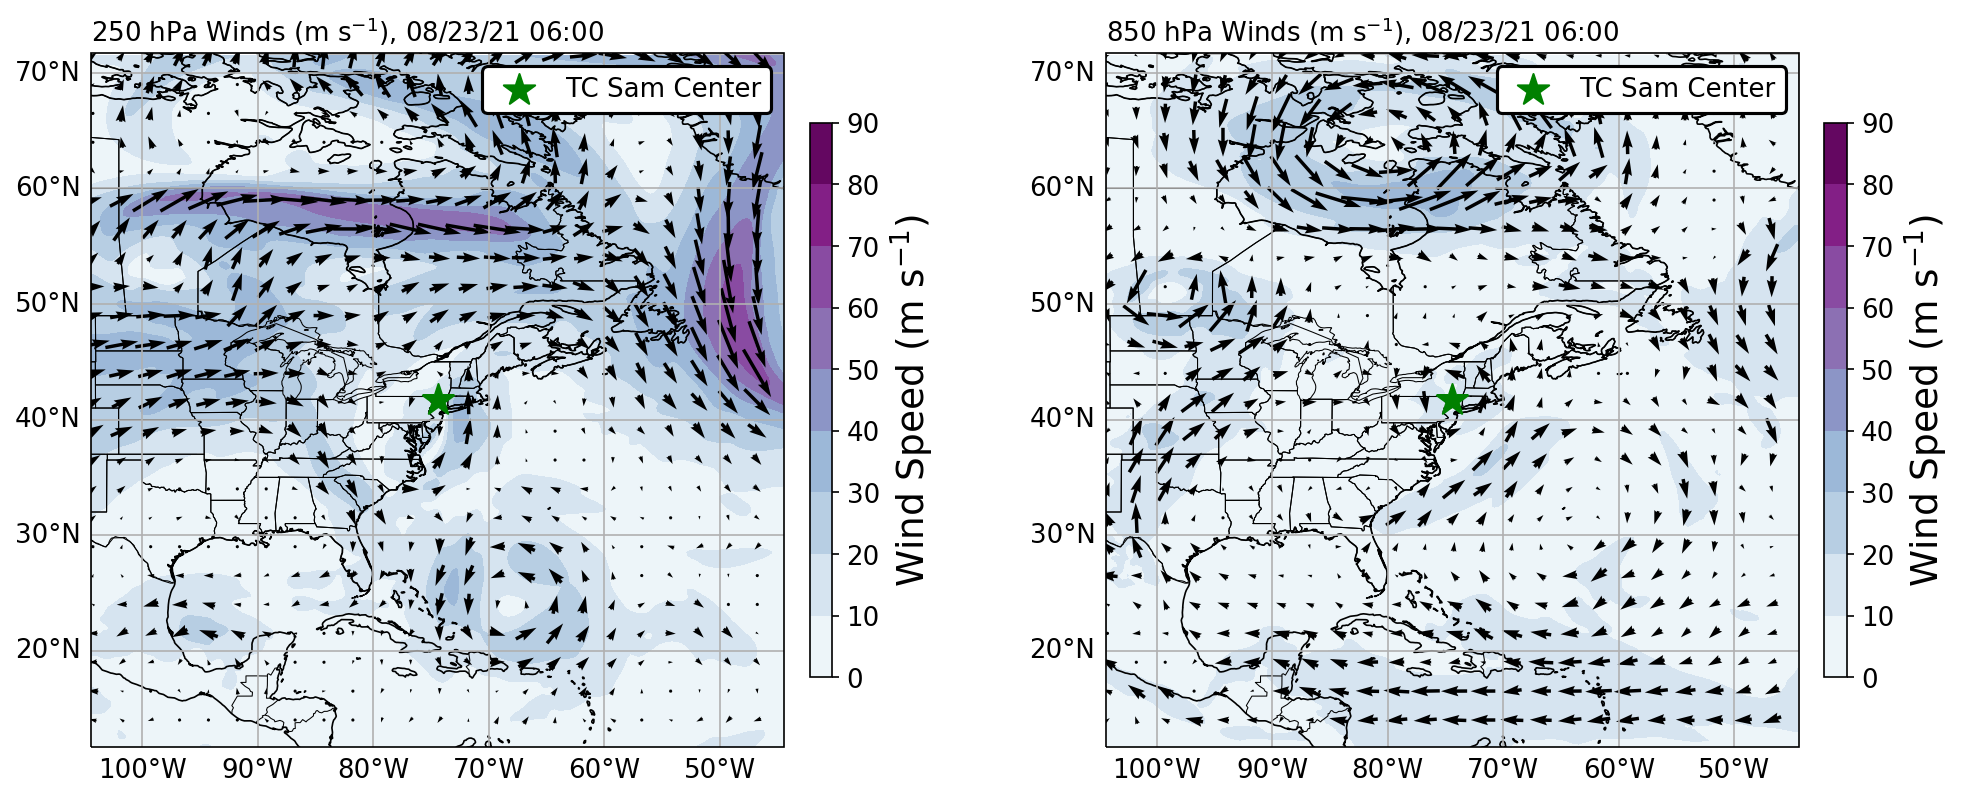 250 hPa Winds (m s⁻¹), 08/23/21 06:00
TC Sam Center
70°N
60°N
50°N
40°N
30°N
20°N
100°W 90°W 80°W 70°W 60°W 50°W
90
80
70
60
50
40
30
20
10
0
Wind Speed (m s⁻¹)
850 hPa Winds (m s⁻¹), 08/23/21 06:00
TC Sam Center
70°N
60°N
50°N
40°N
30°N
20°N
100°W 90°W 80°W 70°W 60°W 50°W
90
80
70
60
50
40
30
20
10
0
Wind Speed (m s⁻¹)